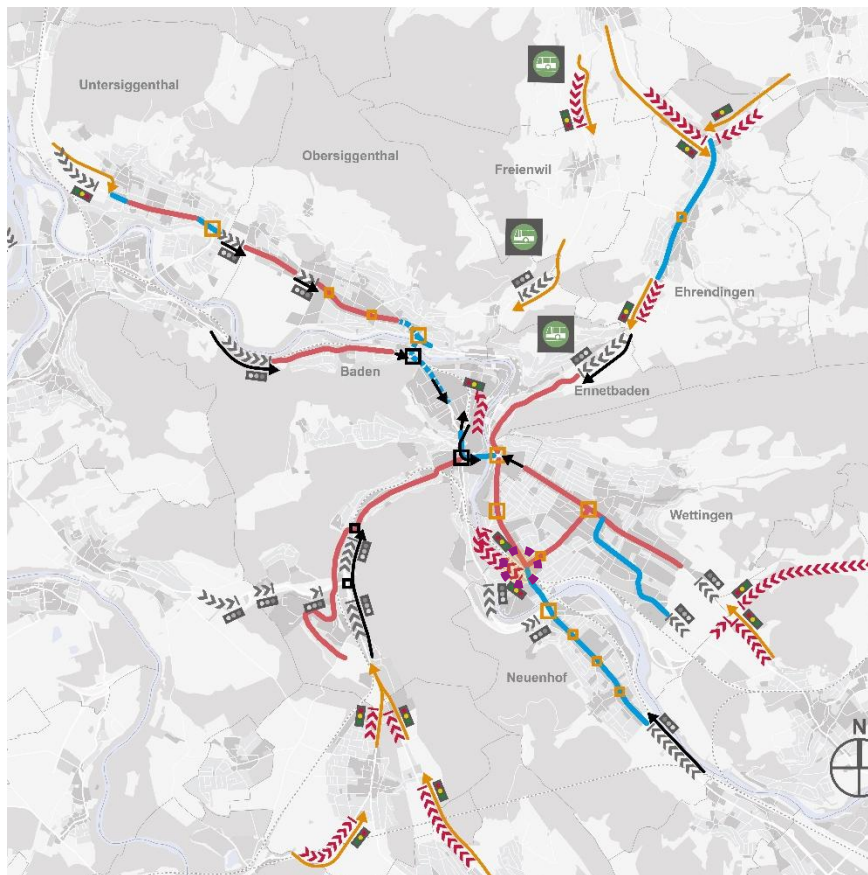 Untersiggenthal
Obersiggenthal
Freienwil
Ehrendingen
Baden
Ennetbaden
Wettingen
Neuenhof
N